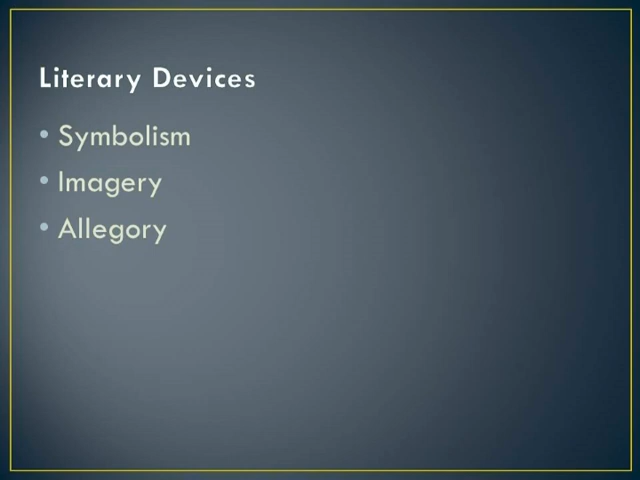 Literary Devices
• Symbolism
• Imagery
• Allegory